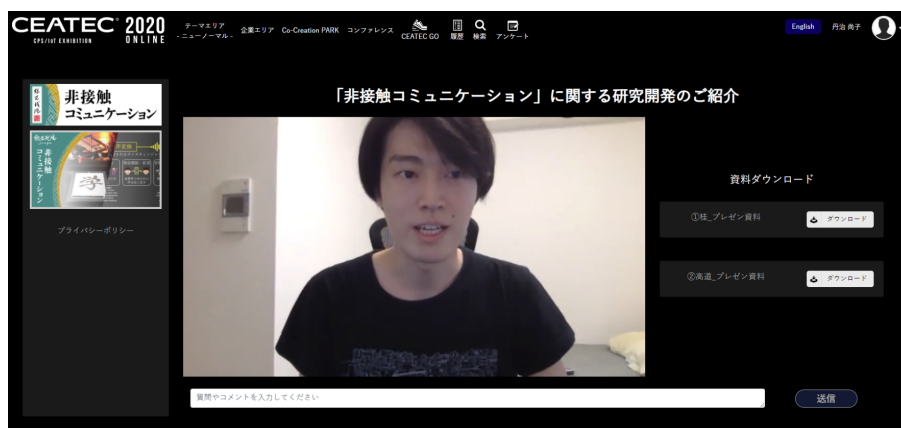 CEATEC 2020
CPS/IoT EXHIBITION ONLINE
テーマエリア
- ニューノーマル -
企業エリア
Co-Creation PARK
コンファレンス
CEATEC GO
履歴
検索
アンケート
English
丹治 尚子
非接触
コミュニケーション
非接触コミュニケーション
学
プライバシーポリシー
「非接触コミュニケーション」に関する研究開発のご紹介
資料ダウンロード
①桂_プレゼン資料
ダウンロード
②高道_プレゼン資料
ダウンロード
質問やコメントを入力してください
送信